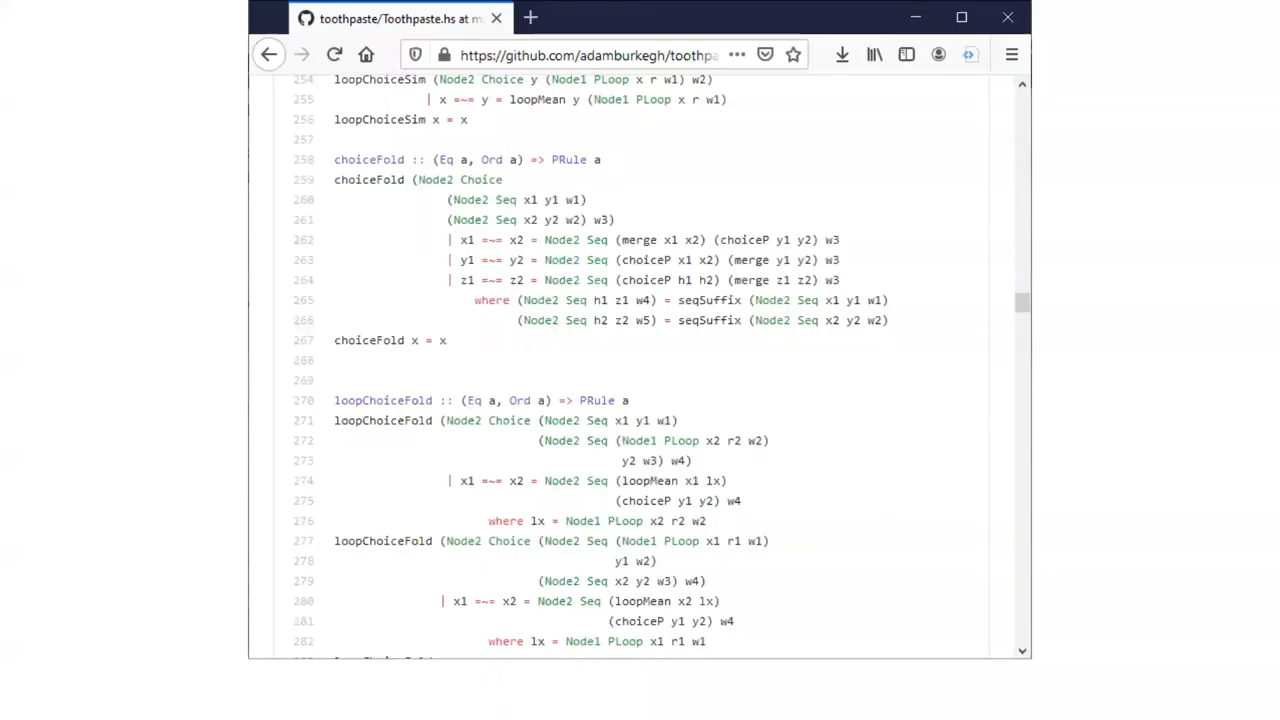 toothpaste/Toothpaste.hs at m
https://github.com/adamburkegh/toothpa
254 loopChoiceSim (Node2 Choice y (Node1 PLoop x r w1) w2)
255 | x =~= y = loopMean y (Node1 PLoop x r w1)
256 loopChoiceSim x = x
257
258 choiceFold :: (Eq a, Ord a) => PRule a
259 choiceFold (Node2 Choice
260 (Node2 Seq x1 y1 w1)
261 (Node2 Seq x2 y2 w2) w3)
262 | x1 =~= x2 = Node2 Seq (merge x1 x2) (choiceP y1 y2) w3
263 | y1 =~= y2 = Node2 Seq (choiceP x1 x2) (merge y1 y2) w3
264 | z1 =~= z2 = Node2 Seq (choiceP h1 h2) (merge z1 z2) w3
265 where (Node2 Seq h1 z1 w4) = seqSuffix (Node2 Seq x1 y1 w1)
266 (Node2 Seq h2 z2 w5) = seqSuffix (Node2 Seq x2 y2 w2)
267 choiceFold x = x
268
269
270 loopChoiceFold :: (Eq a, Ord a) => PRule a
271 loopChoiceFold (Node2 Choice (Node2 Seq x1 y1 w1)
272 (Node2 Seq (Node1 PLoop x2 r2 w2)
273 y2 w3) w4)
274 | x1 =~= x2 = Node2 Seq (loopMean x1 lx)
275 (choiceP y1 y2) w4
276 where lx = Node1 PLoop x2 r2 w2
277 loopChoiceFold (Node2 Choice (Node2 Seq (Node1 PLoop x1 r1 w1)
278 y1 w2)
279 (Node2 Seq x2 y2 w3) w4)
280 | x1 =~= x2 = Node2 Seq (loopMean x2 lx)
281 (choiceP y1 y2) w4
282 where lx = Node1 PLoop x1 r1 w1